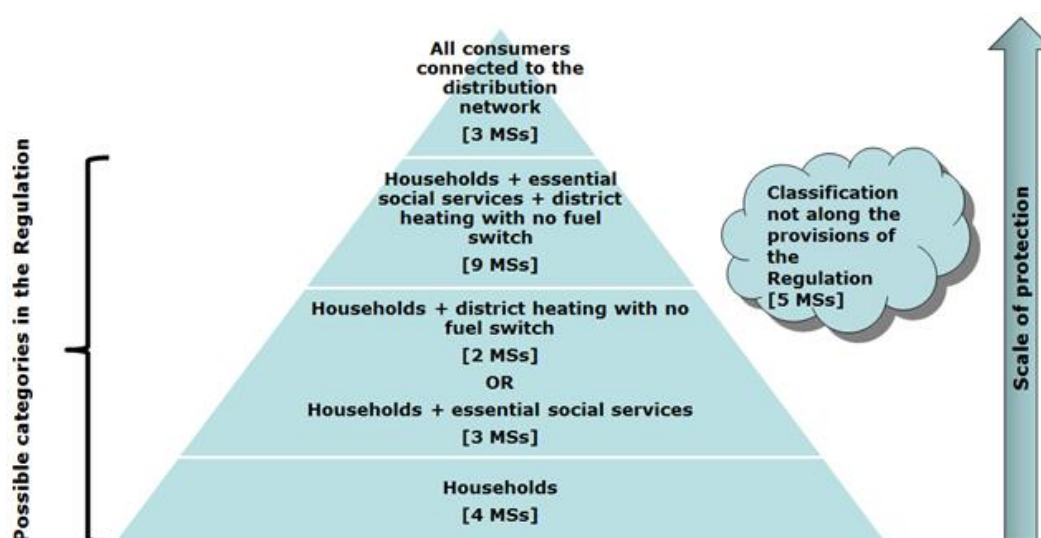 All consumers
connected to the
distribution
network
[3 MSs]
Households + essential
social services + district
heating with no fuel
switch
[9 MSs]
Households + district heating with no
fuel switch
[2 MSs]
OR
Households + essential social services
[3 MSs]
Households
[4 MSs]
Possible categories in the Regulation
Classification
not along the
provisions of
the
Regulation
[5 MSs]
Scale of protection